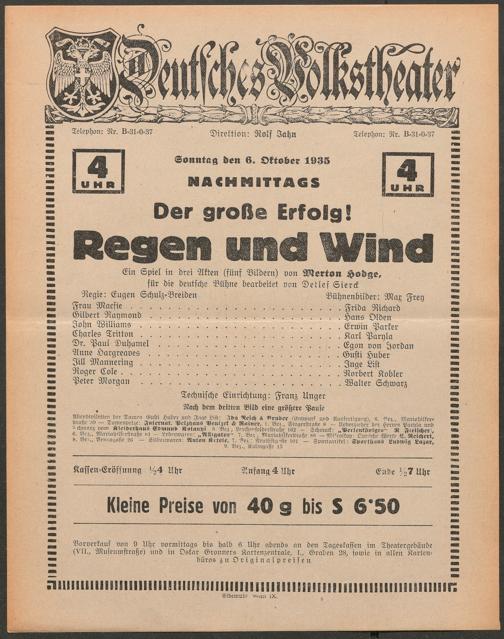 Deutsches Volkstheater
Telephon: Nr. B-31-0-37 Direktion: Rolf Jahn Telephon: Nr. B-31-0-37
4 UHR Sonntag den 6. Oktober 1935 4 UHR
NACHMITTAGS
Der große Erfolg!
Regen und Wind
Ein Spiel in drei Akten (fünf Bildern) von Merton Hodge,
für die deutsche Bühne bearbeitet von Detlef Sierck
Regie: Eugen Schulz-Breiden Bühnenbilder: Max Frey
Frau Macfie Frida Richard
Gilbert Raymond Hans Olden
John Williams Erwin Parker
Charles Tritton Karl Paryla
Dr. Paul Duhamel Egon von Jordan
Anne Hargreaves Gusti Huber
Jill Mannering Inge List
Roger Cole Norbert Kobler
Peter Morgan Walter Schwarz
Technische Einrichtung: Franz Unger
Nach dem dritten Bild eine größere Pause
Kassen-Eröffnung ½4 Uhr Anfang 4 Uhr Ende ½7 Uhr
Kleine Preise von 40 g bis S 6·50
Vorverkauf von 9 Uhr vormittags bis halb 6 Uhr abends an den Tageskassen im Theatergebäude
(VII., Museumstraße) und in Oskar Gronners Kartenzentrale, I., Graben 28, sowie in allen Karten-
büros zu Originalpreisen